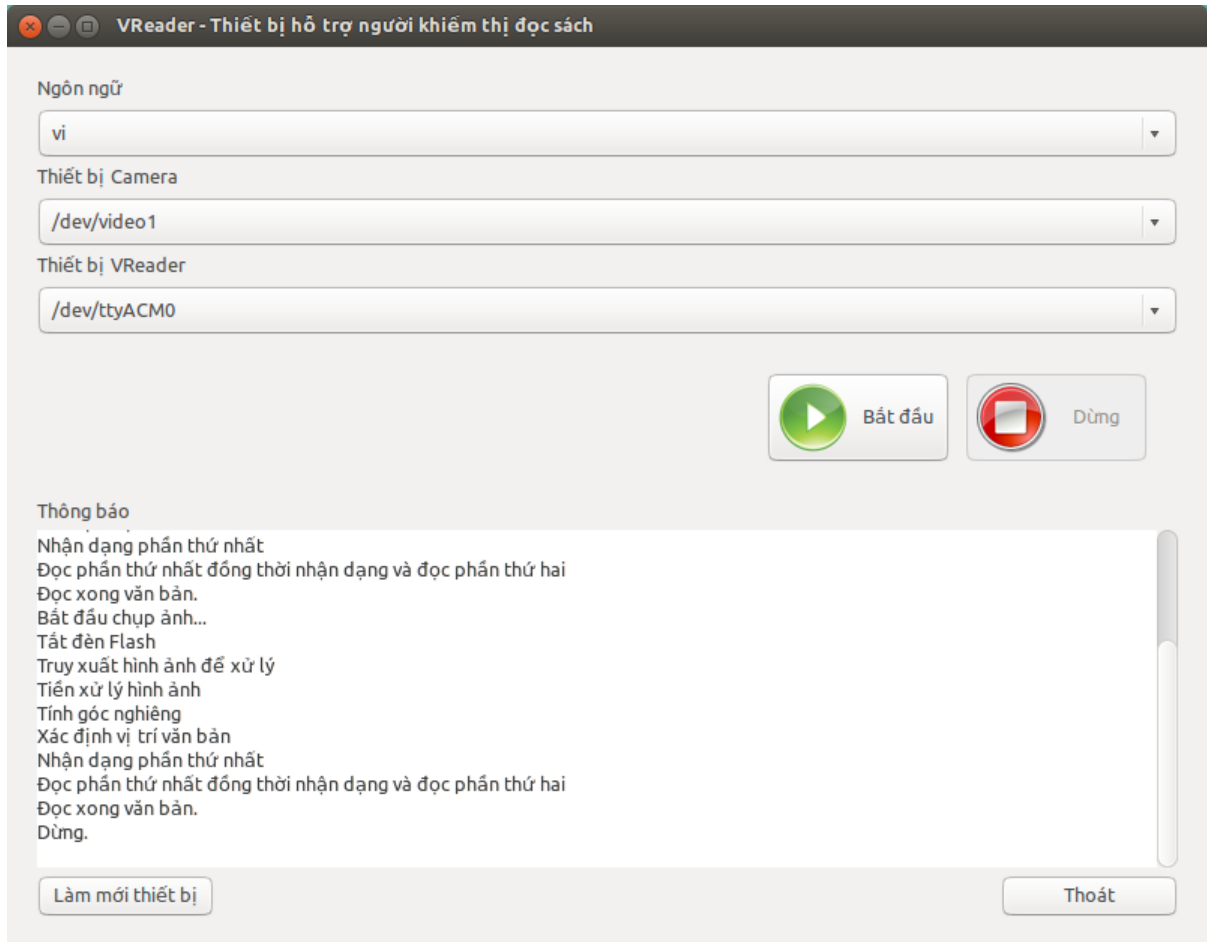 VReader - Thiết bị hỗ trợ người khiếm thị đọc sách
Ngôn ngữ
vi
Thiết bị Camera
/dev/video1
Thiết bị VReader
/dev/ttyACM0
Bắt đầu
Dừng
Thông báo
Nhận dạng phần thứ nhất
Đọc phần thứ nhất đồng thời nhận dạng và đọc phần thứ hai
Đọc xong văn bản.
Bắt đầu chụp ảnh...
Tắt đèn Flash
Truy xuất hình ảnh để xử lý
Tiền xử lý hình ảnh
Tính góc nghiêng
Xác định vị trí văn bản
Nhận dạng phần thứ nhất
Đọc phần thứ nhất đồng thời nhận dạng và đọc phần thứ hai
Đọc xong văn bản.
Dừng.
Làm mới thiết bị
Thoát